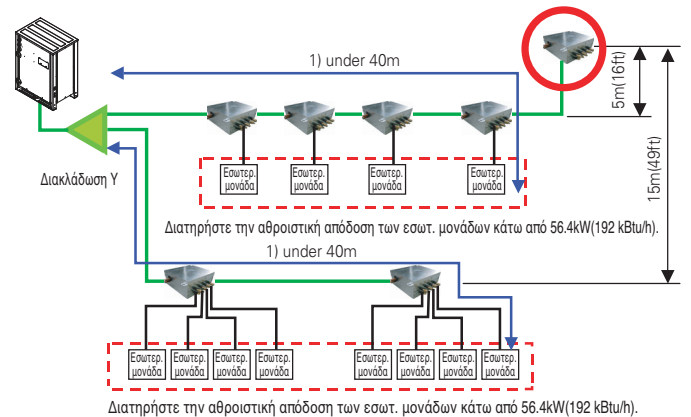 1) under 40m
5m(16ft)
15m(49ft)
Διακλάδωση Y
Εσωτερ.
μονάδα
Εσωτερ.
μονάδα
Εσωτερ.
μονάδα
Εσωτερ.
μονάδα
Διατηρήστε την αθροιστική απόδοση των εσωτ. μονάδων κάτω από 56.4kW(192 kBtu/h).
1) under 40m
Εσωτερ.
μονάδα
Εσωτερ.
μονάδα
Εσωτερ.
μονάδα
Εσωτερ.
μονάδα
Εσωτερ.
μονάδα
Εσωτερ.
μονάδα
Εσωτερ.
μονάδα
Εσωτερ.
μονάδα
Διατηρήστε την αθροιστική απόδοση των εσωτ. μονάδων κάτω από 56.4kW(192 kBtu/h).